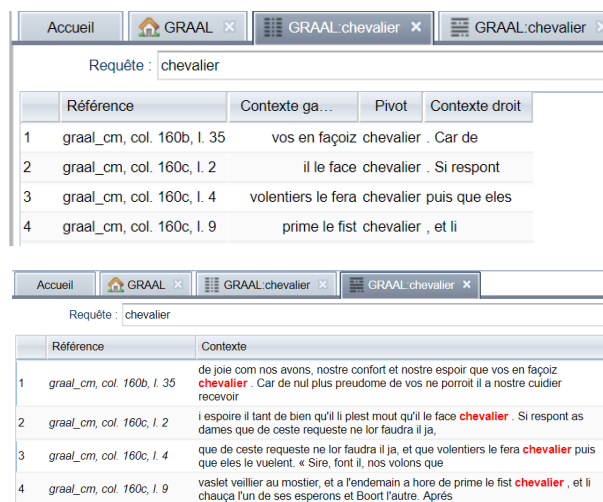 Accueil GRAAL GRAAL:chevalier GRAAL:chevalier
Requête : chevalier
Référence Contexte ga... Pivot Contexte droit
1 graal_cm, col. 160b, l. 35 vos en façoiz chevalier . Car de
2 graal_cm, col. 160c, l. 2 il le face chevalier . Si respont
3 graal_cm, col. 160c, l. 4 volentiers le fera chevalier puis que eles
4 graal_cm, col. 160c, l. 9 prime le fist chevalier , et li
Accueil GRAAL GRAAL:chevalier GRAAL:chevalier
Requête : chevalier
Référence Contexte
de joie com nos avons, nostre confort et nostre espoir que vos en façoiz
1 graal_cm, col. 160b, l. 35 chevalier . Car de nul plus preudome de vos ne porroit il a nostre cuidier
recevoir
i espoire il tant de bien qu'il li plest mout qu'il le face chevalier . Si respont as
2 graal_cm, col. 160c, l. 2 dames que de ceste requeste ne lor faudra il ja,
que de ceste requeste ne lor faudra il ja, et que volentiers le fera chevalier puis
3 graal_cm, col. 160c, l. 4 que eles le vuelent. « Sire, font il, nos volons que
vaslet veillier au mostier, et a l'endemain a hore de prime le fist chevalier , et li
4 graal_cm, col. 160c, l. 9 chauça l'un de ses esperons et Boort l'autre. Aprés